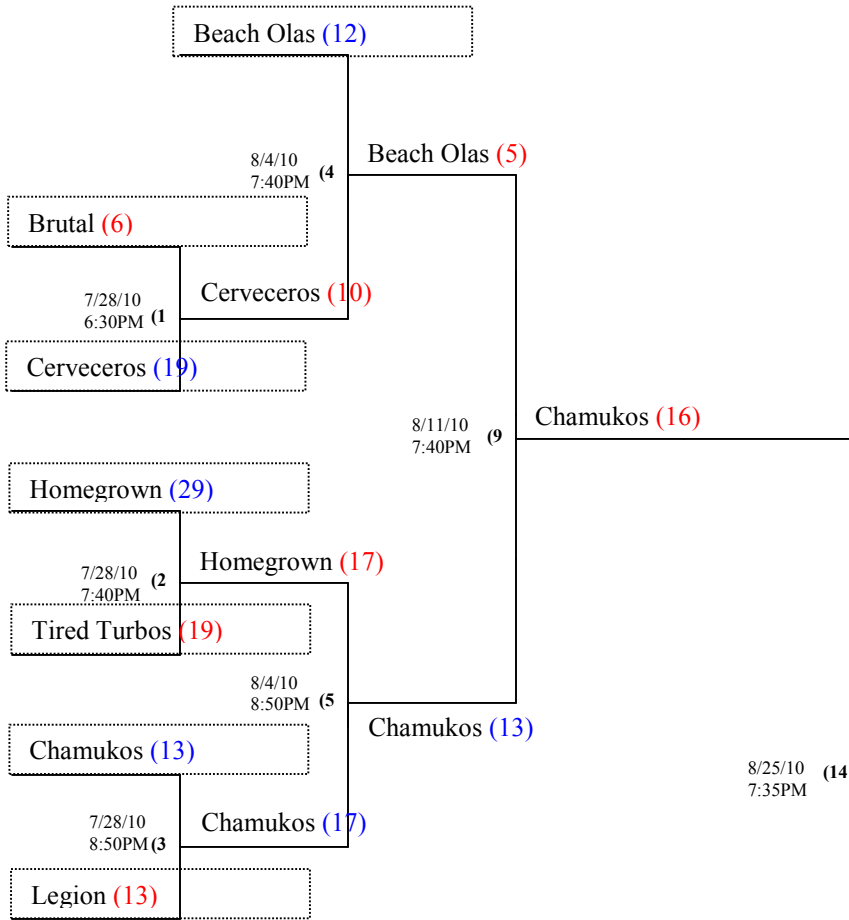 Beach Olas (12)
8/4/10
7:40PM (4
Beach Olas (5)
Brutal (6)
7/28/10
6:30PM (1
Cerveceros (10)
Cerveceros (19)
8/11/10
7:40PM (9
Chamukos (16)
Homegrown (29)
7/28/10
7:40PM (2
Homegrown (17)
Tired Turbos (19)
8/4/10
8:50PM (5
Chamukos (13)
Chamukos (13)
7/28/10
8:50PM (3
Chamukos (17)
Legion (13)
8/25/10
7:35PM (14